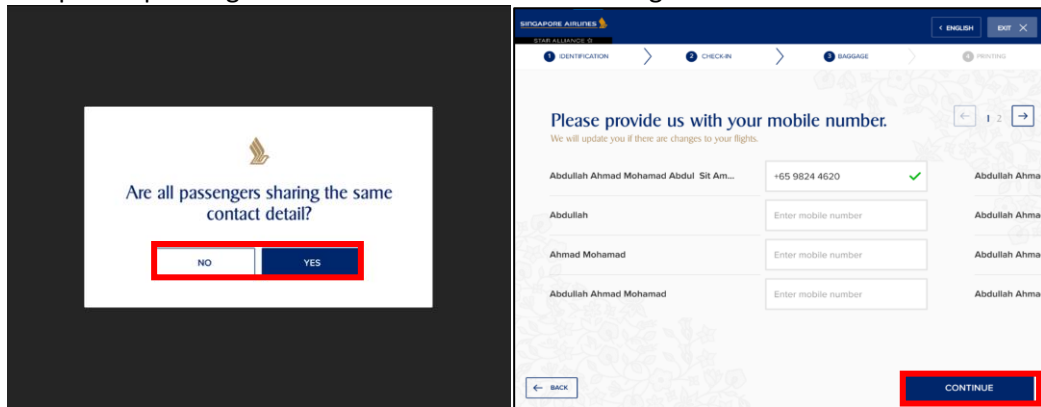 Are all passengers sharing the same
contact detail?
NO YES
SINGAPORE AIRLINES
STAR ALLIANCE
< ENGLISH EXIT X
1 IDENTIFICATION 2 CHECK-IN 3 BAGGAGE 4 PRINTING
Please provide us with your mobile number.
← 1 2 →
We will update you if there are changes to your flights.
Abdullah Ahmad Mohamad Abdul Sit Am... +65 9824 4620 Abdullah Ahma
Abdullah Enter mobile number Abdullah Ahma
Ahmad Mohamad Enter mobile number Abdullah Ahma
Abdullah Ahmad Mohamad Enter mobile number Abdullah Ahma
← BACK CONTINUE